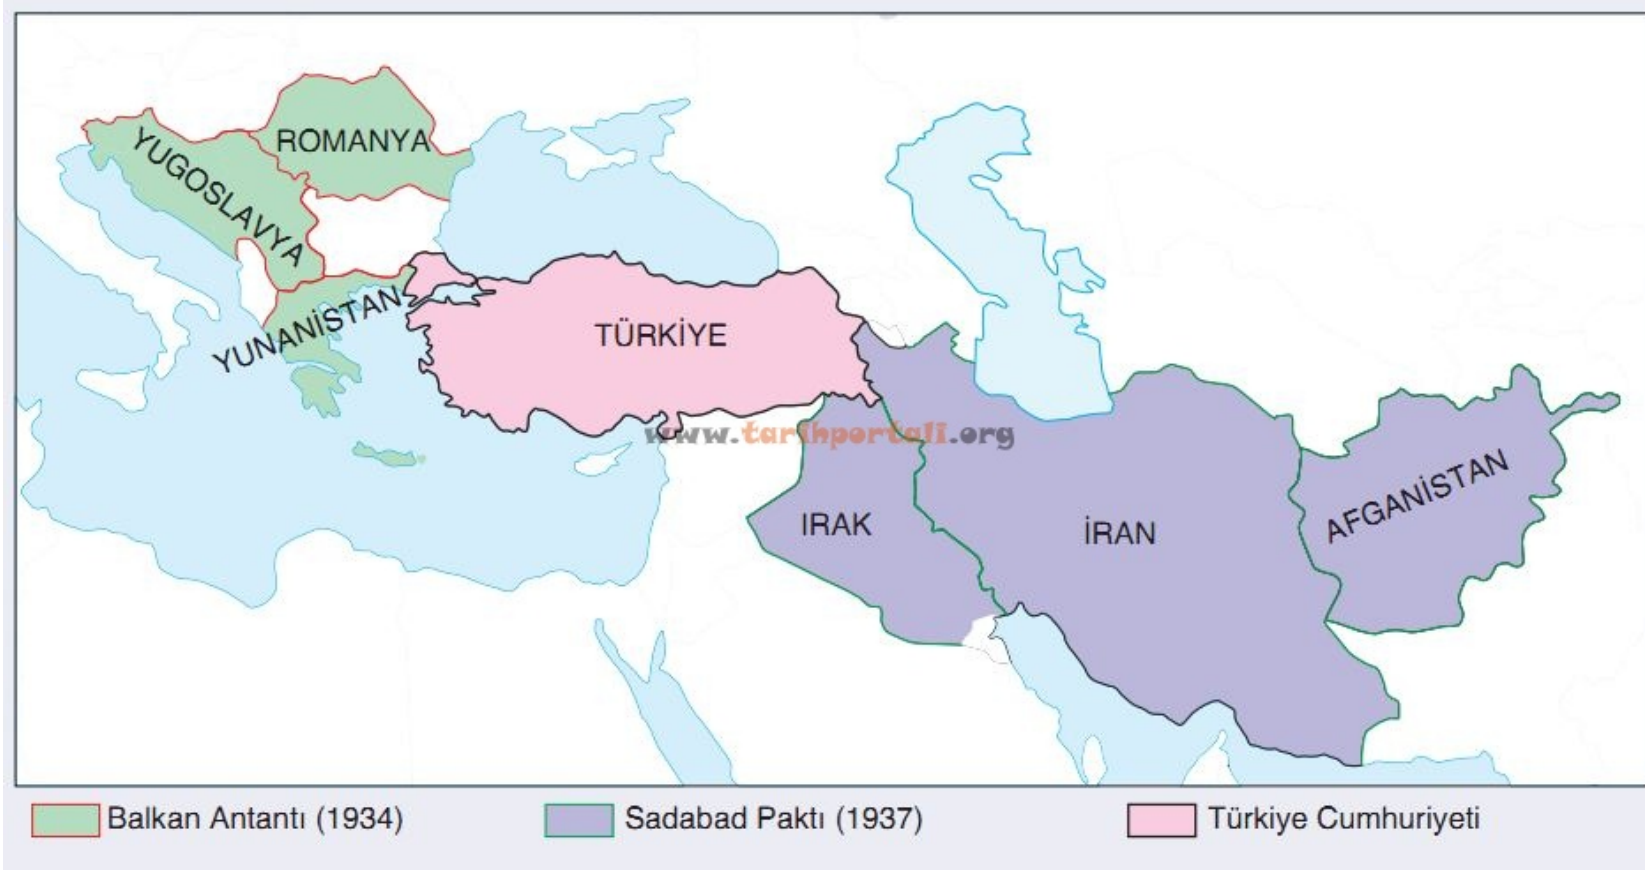 ROMANYA
YUGOSLAVYA
YUNANİSTAN
TÜRKİYE
www.tarihportali.org
IRAK
İRAN
AFGANİSTAN
Balkan Antantı (1934)
Sadabad Paktı (1937)
Türkiye Cumhuriyeti